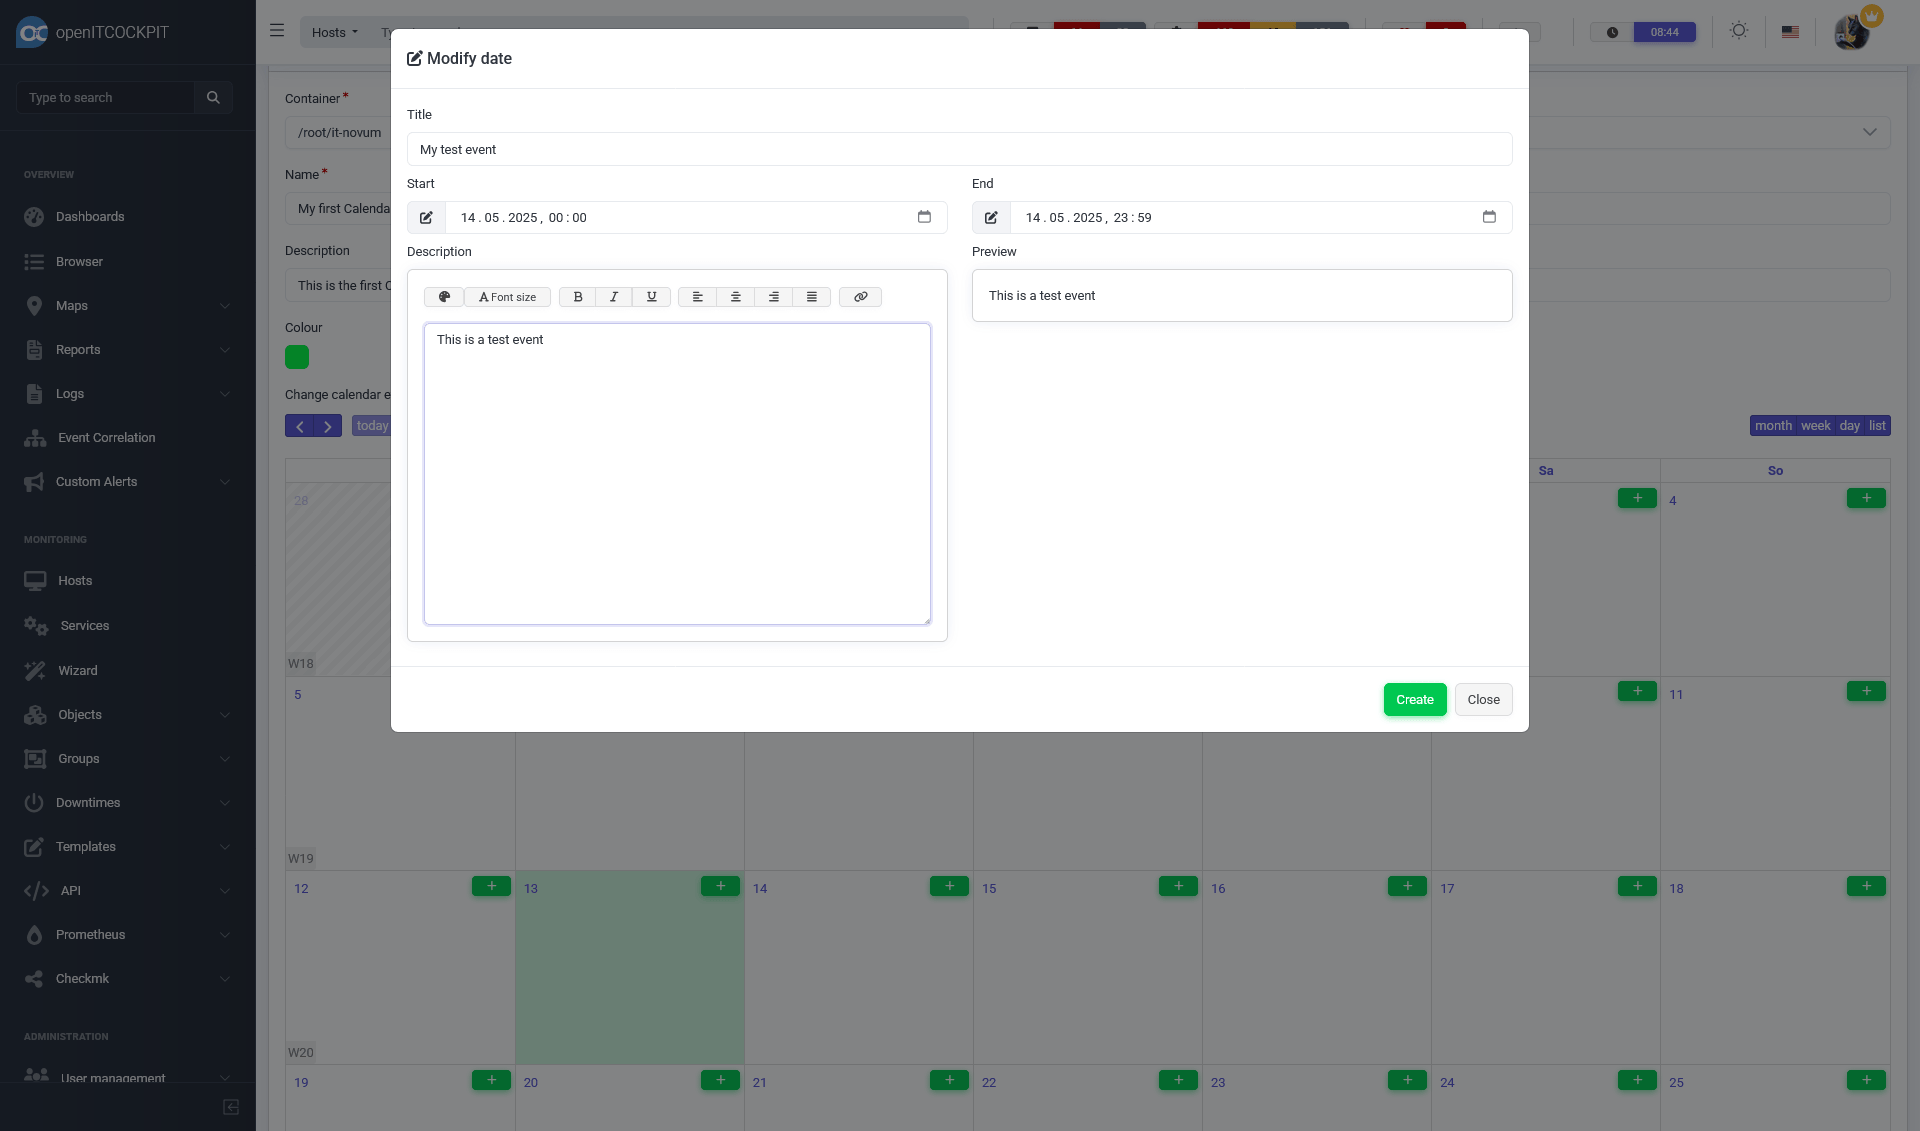 openITCOCKPIT
Hosts
08:44
Type to search
OVERVIEW
Dashboards
Browser
Maps
Reports
Logs
Event Correlation
Custom Alerts
MONITORING
Hosts
Services
Wizard
Objects
Groups
Downtimes
Templates
API
Prometheus
Checkmk
ADMINISTRATION
User management
Container *
/root/it-novum
Name *
My first Calenda
Description
This is the first C
Colour
Change calendar e
today
month week day list
Sa So
28
4
W18
5
11
W19
12 13 14 15 16 17 18
W20
19 20 21 22 23 24 25
Modify date
Title
My test event
Start
14.05.2025, 00:00
End
14.05.2025, 23:59
Description
A Font size B I U
This is a test event
Preview
This is a test event
Create Close